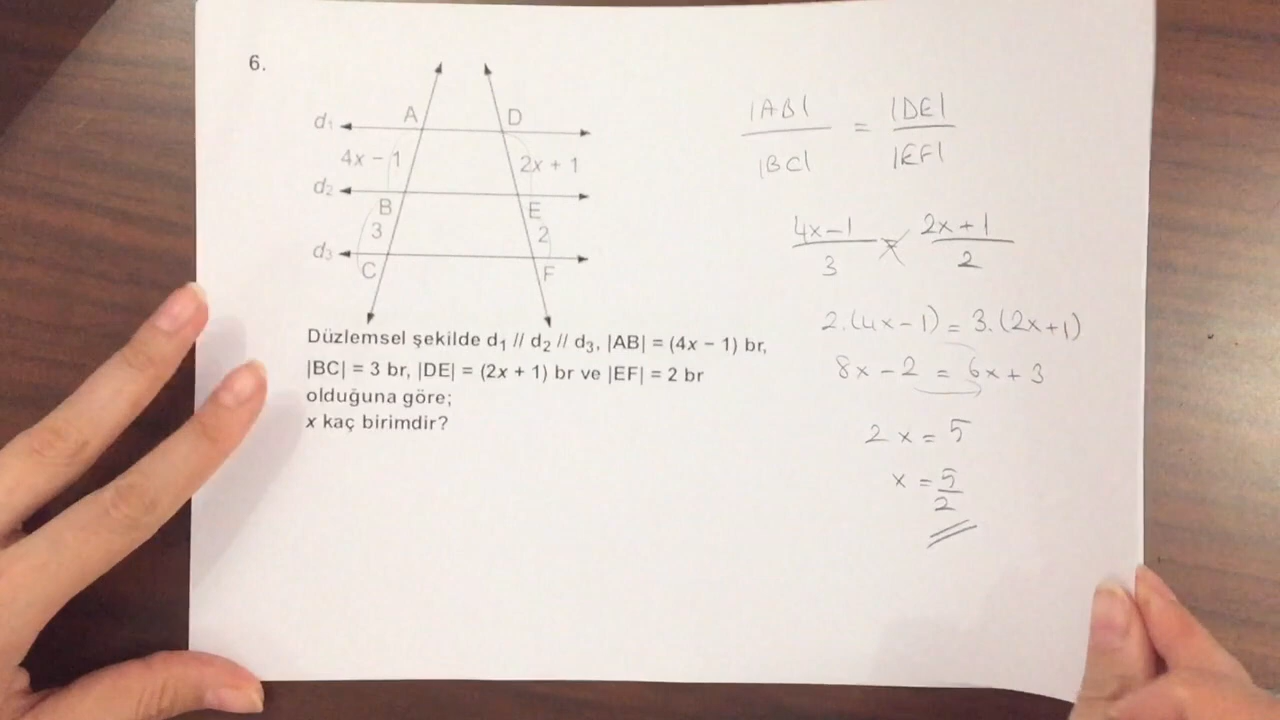 6.
A D
d₁
4x – 1 2x + 1
d₂
B E
3 2
d₃
C F
Düzlemsel şekilde d₁ // d₂ // d₃, |AB| = (4x – 1) br,
|BC| = 3 br, |DE| = (2x + 1) br ve |EF| = 2 br
olduğuna göre;
x kaç birimdir?
|AB| / |BC| = |DE| / |EF|
4x-1 / 3 = 2x+1 / 2
2.(4x-1) = 3.(2x+1)
8x - 2 = 6x + 3
2x = 5
x = 5/2